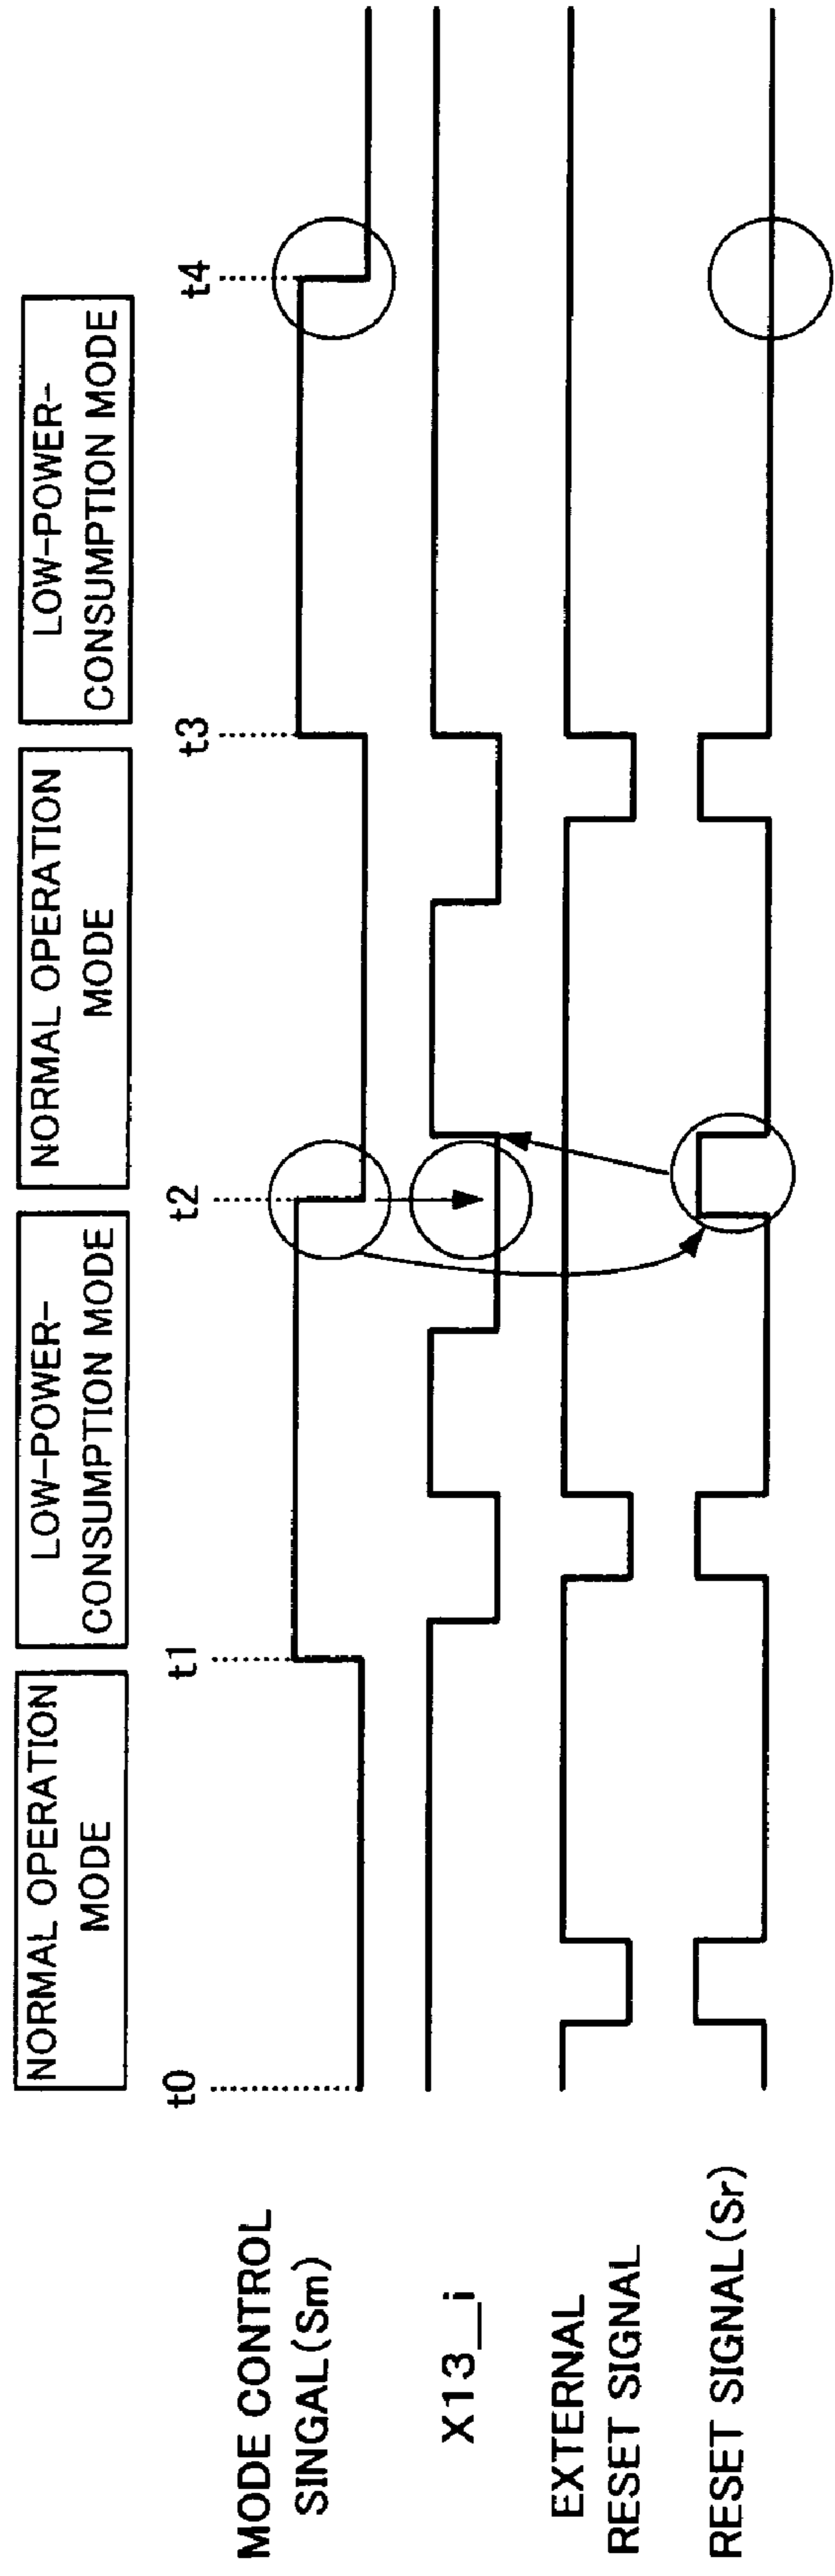 NORMAL OPERATION
MODE
LOW-POWER-
CONSUMPTION MODE
NORMAL OPERATION
MODE
LOW-POWER-
CONSUMPTION MODE
t0
t1
t2
t3
t4
MODE CONTROL
SINGAL(Sm)
X13__i
EXTERNAL
RESET SIGNAL
RESET SIGNAL(Sr)